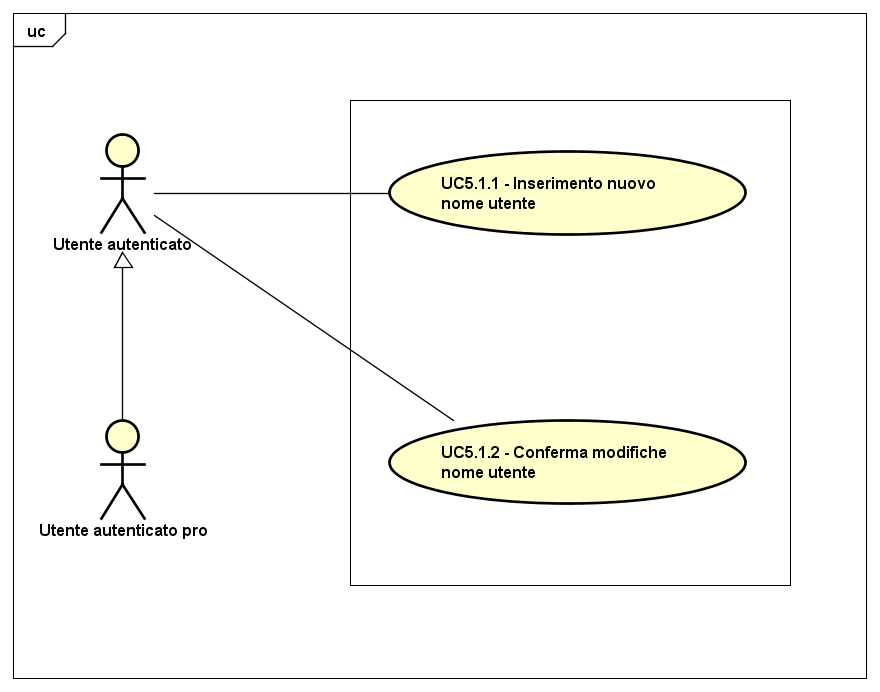 uc
UC5.1.1 - Inserimento nuovo
nome utente
Utente autenticato
UC5.1.2 - Conferma modifiche
nome utente
Utente autenticato pro